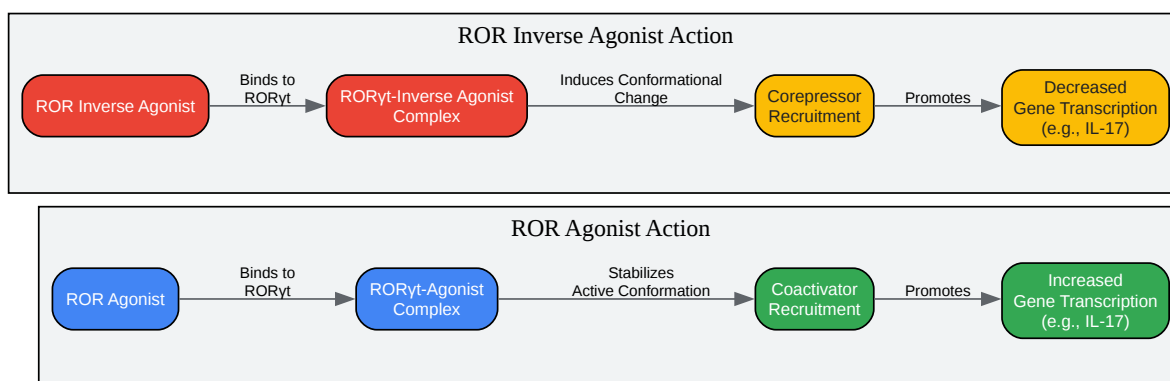 ROR Inverse Agonist Action
ROR Inverse Agonist
Binds to
RORγt
RORγt-Inverse Agonist
Complex
Induces Conformational
Change
Corepressor
Recruitment
Promotes
Decreased
Gene Transcription
(e.g., IL-17)
ROR Agonist Action
ROR Agonist
Binds to
RORγt
RORγt-Agonist
Complex
Stabilizes
Active Conformation
Coactivator
Recruitment
Promotes
Increased
Gene Transcription
(e.g., IL-17)